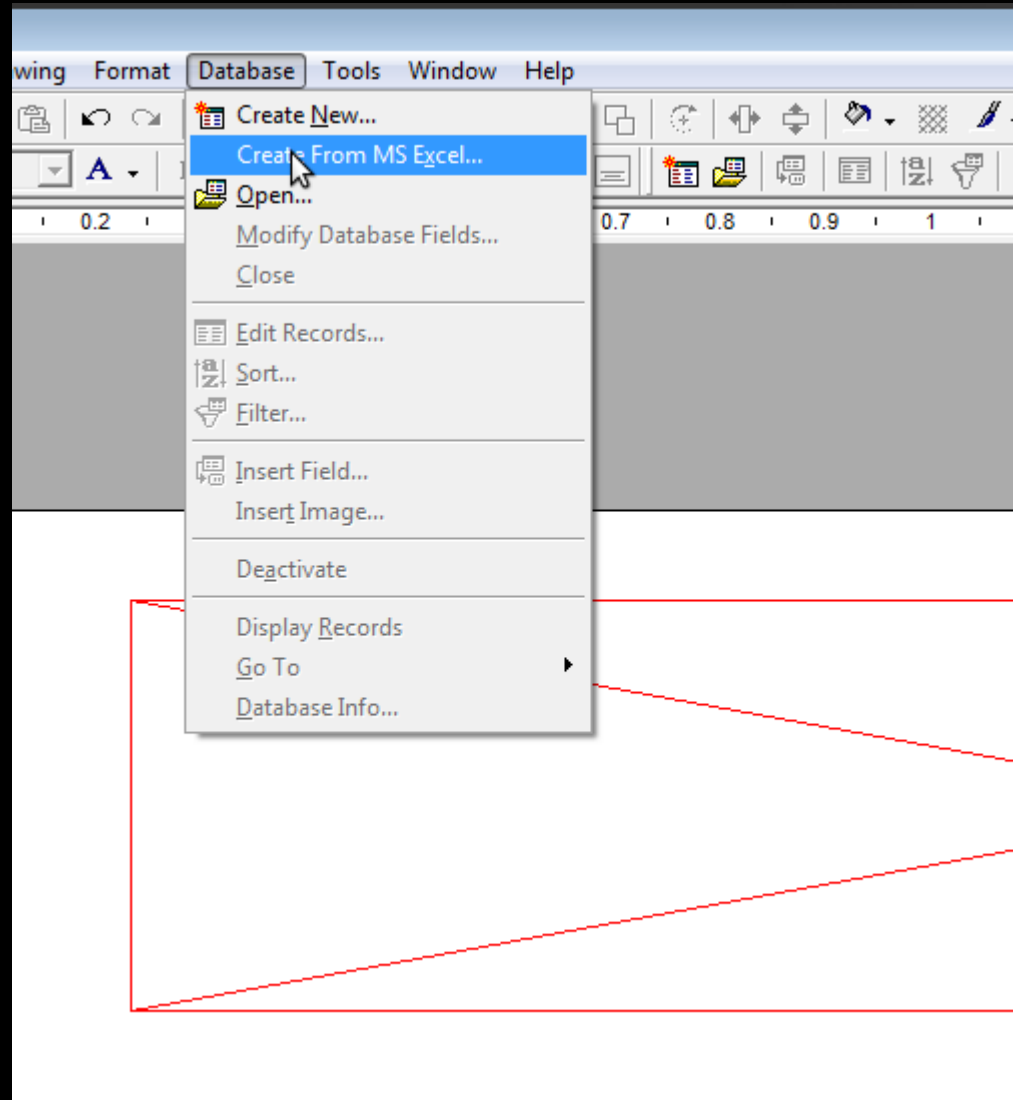 wing Format Database Tools Window Help
Create New...
Create From MS Excel...
Open...
0.2 0.7 0.8 0.9 1
Modify Database Fields...
Close
Edit Records...
Sort...
Filter...
Insert Field...
Insert Image...
Deactivate
Display Records
Go To
Database Info...